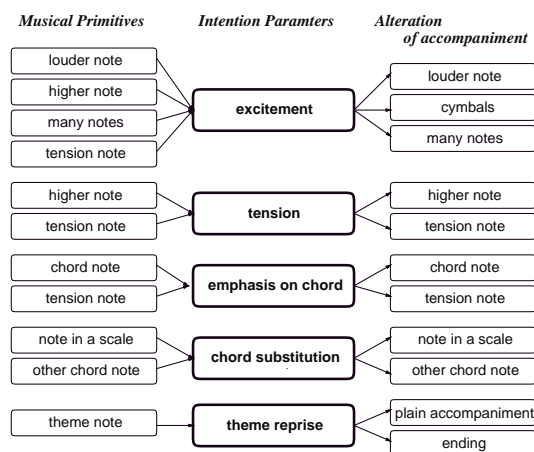 Musical Primitives
Intention Paramters
Alteration
of accompaniment
louder note
higher note
many notes
tension note
excitement
louder note
cymbals
many notes
higher note
tension note
tension
higher note
tension note
chord note
tension note
emphasis on chord
chord note
tension note
note in a scale
other chord note
chord substitution
note in a scale
other chord note
theme note
theme reprise
plain accompaniment
ending